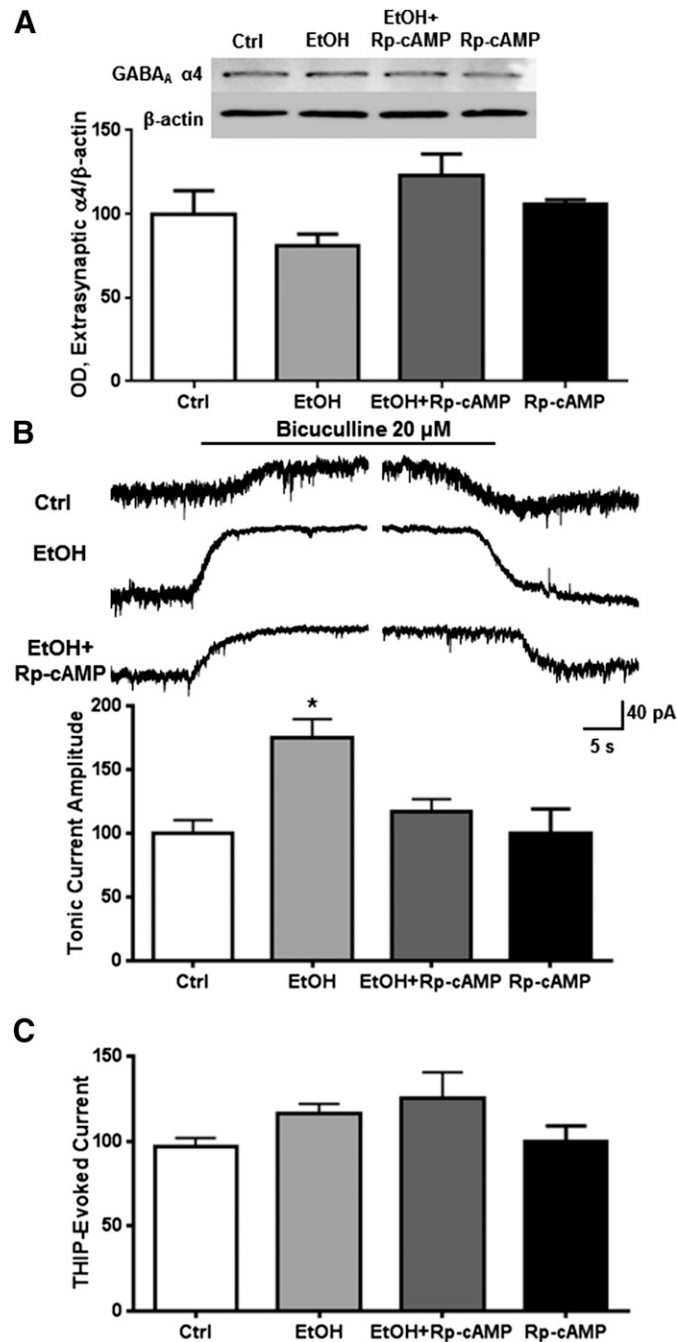 A
Ctrl EtOH EtOH+ Rp-cAMP Rp-cAMP
GABAA α4
β-actin
OD, Extrasynaptic α4/β-actin
150
100
50
0
Ctrl EtOH EtOH+Rp-cAMP Rp-cAMP
B
Bicuculline 20 μM
Ctrl
EtOH
EtOH+
Rp-cAMP
40 pA
5 s
Tonic Current Amplitude
200
150
100
50
0
*
Ctrl EtOH EtOH+Rp-cAMP Rp-cAMP
C
THIP-Evoked Current
150
100
50
0
Ctrl EtOH EtOH+Rp-cAMP Rp-cAMP